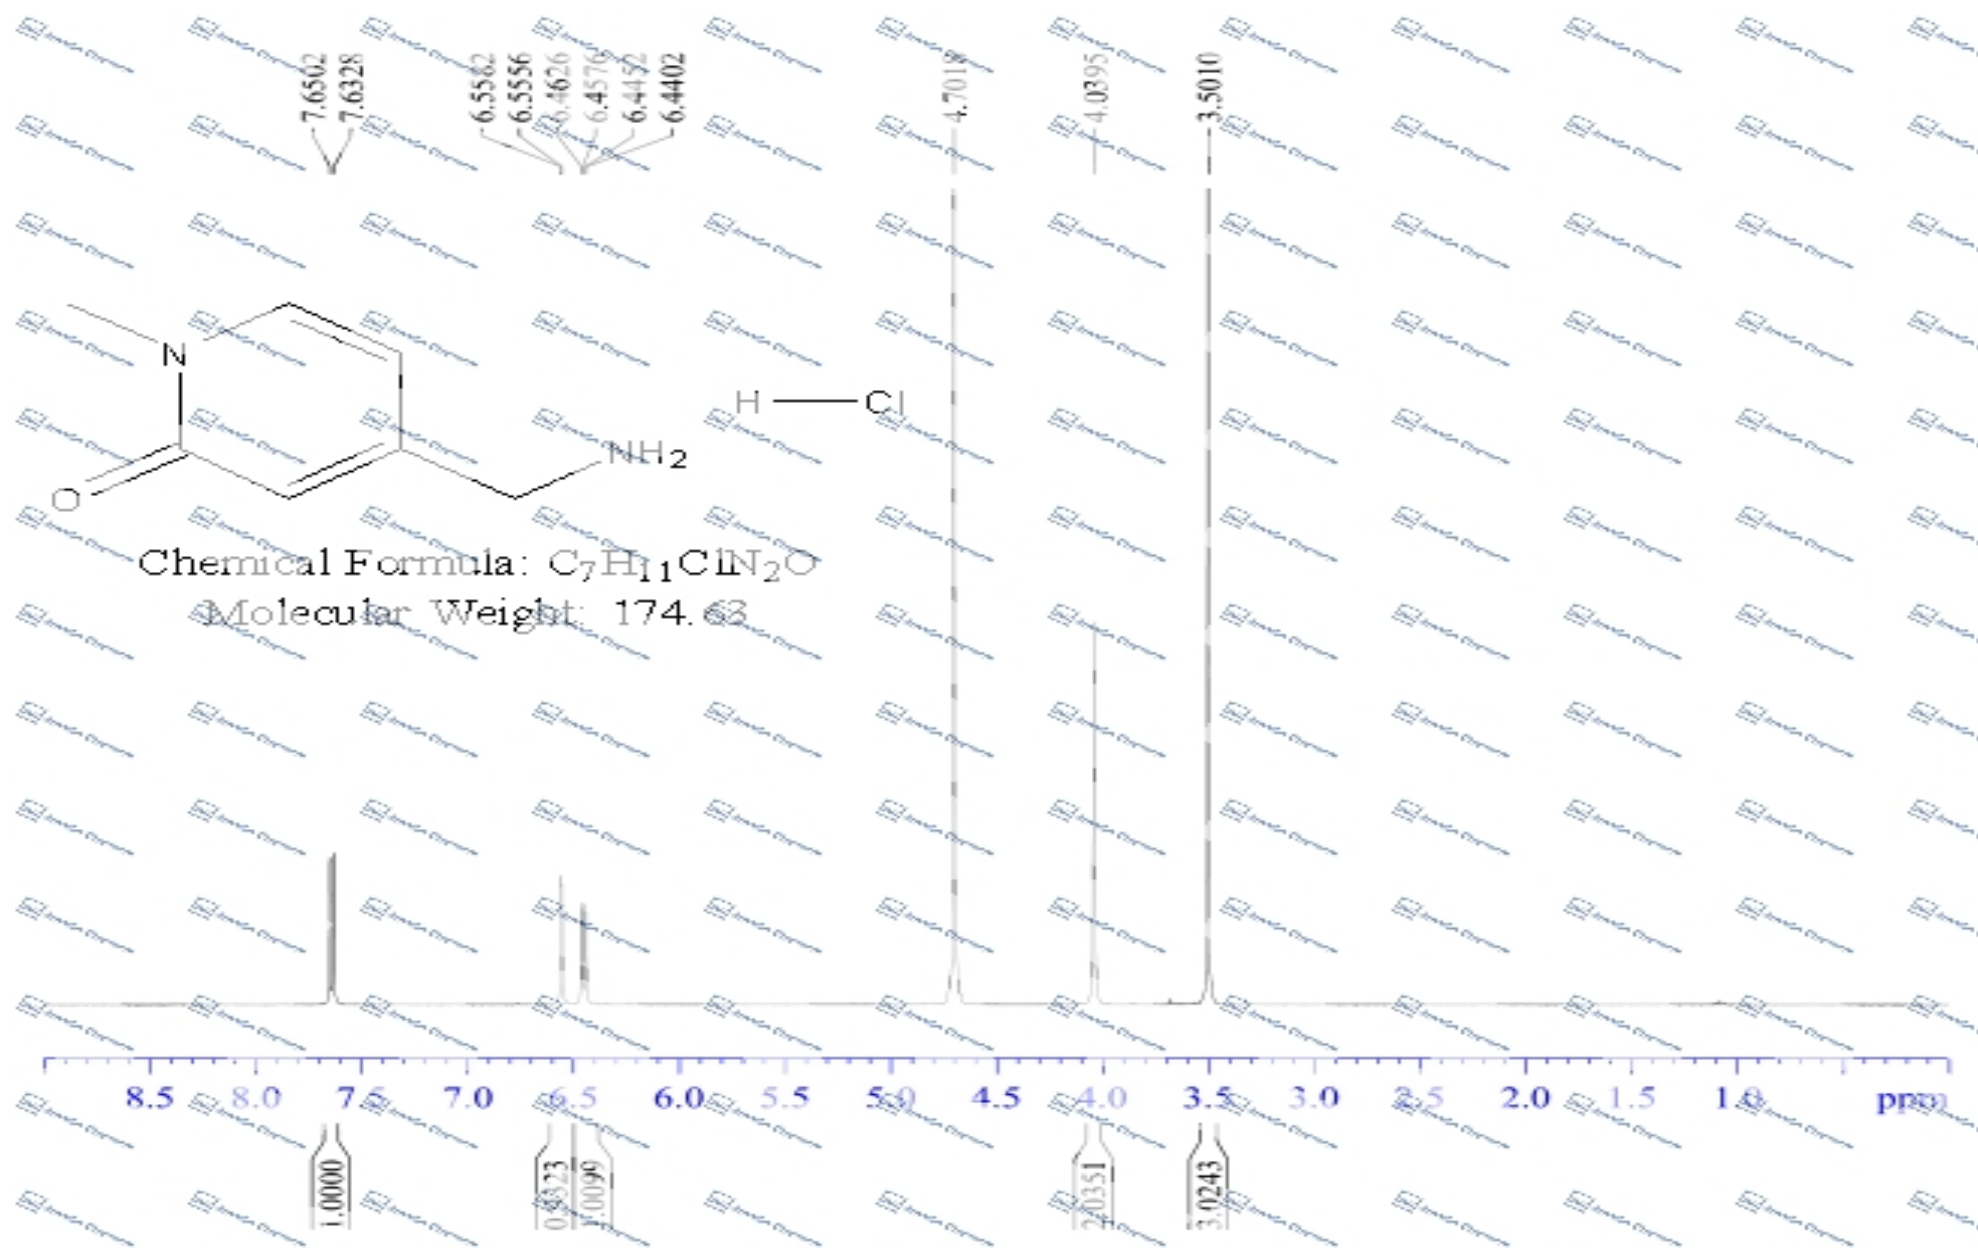 7.6502
7.6328
6.5582
6.5556
6.4626
6.4576
6.4452
6.4402
4.0395
3.5010
N
O
NH2
H Cl
Chemical Formula: C7H11ClN2O
Molecular Weight: 174.63
8.5 8.0 7.5 7.0 6.5 6.0 5.5 5.0 4.5 4.0 3.5 3.0 2.5 2.0 1.5 1.0 ppm
1.0000
1.0099
2.0351
3.0243